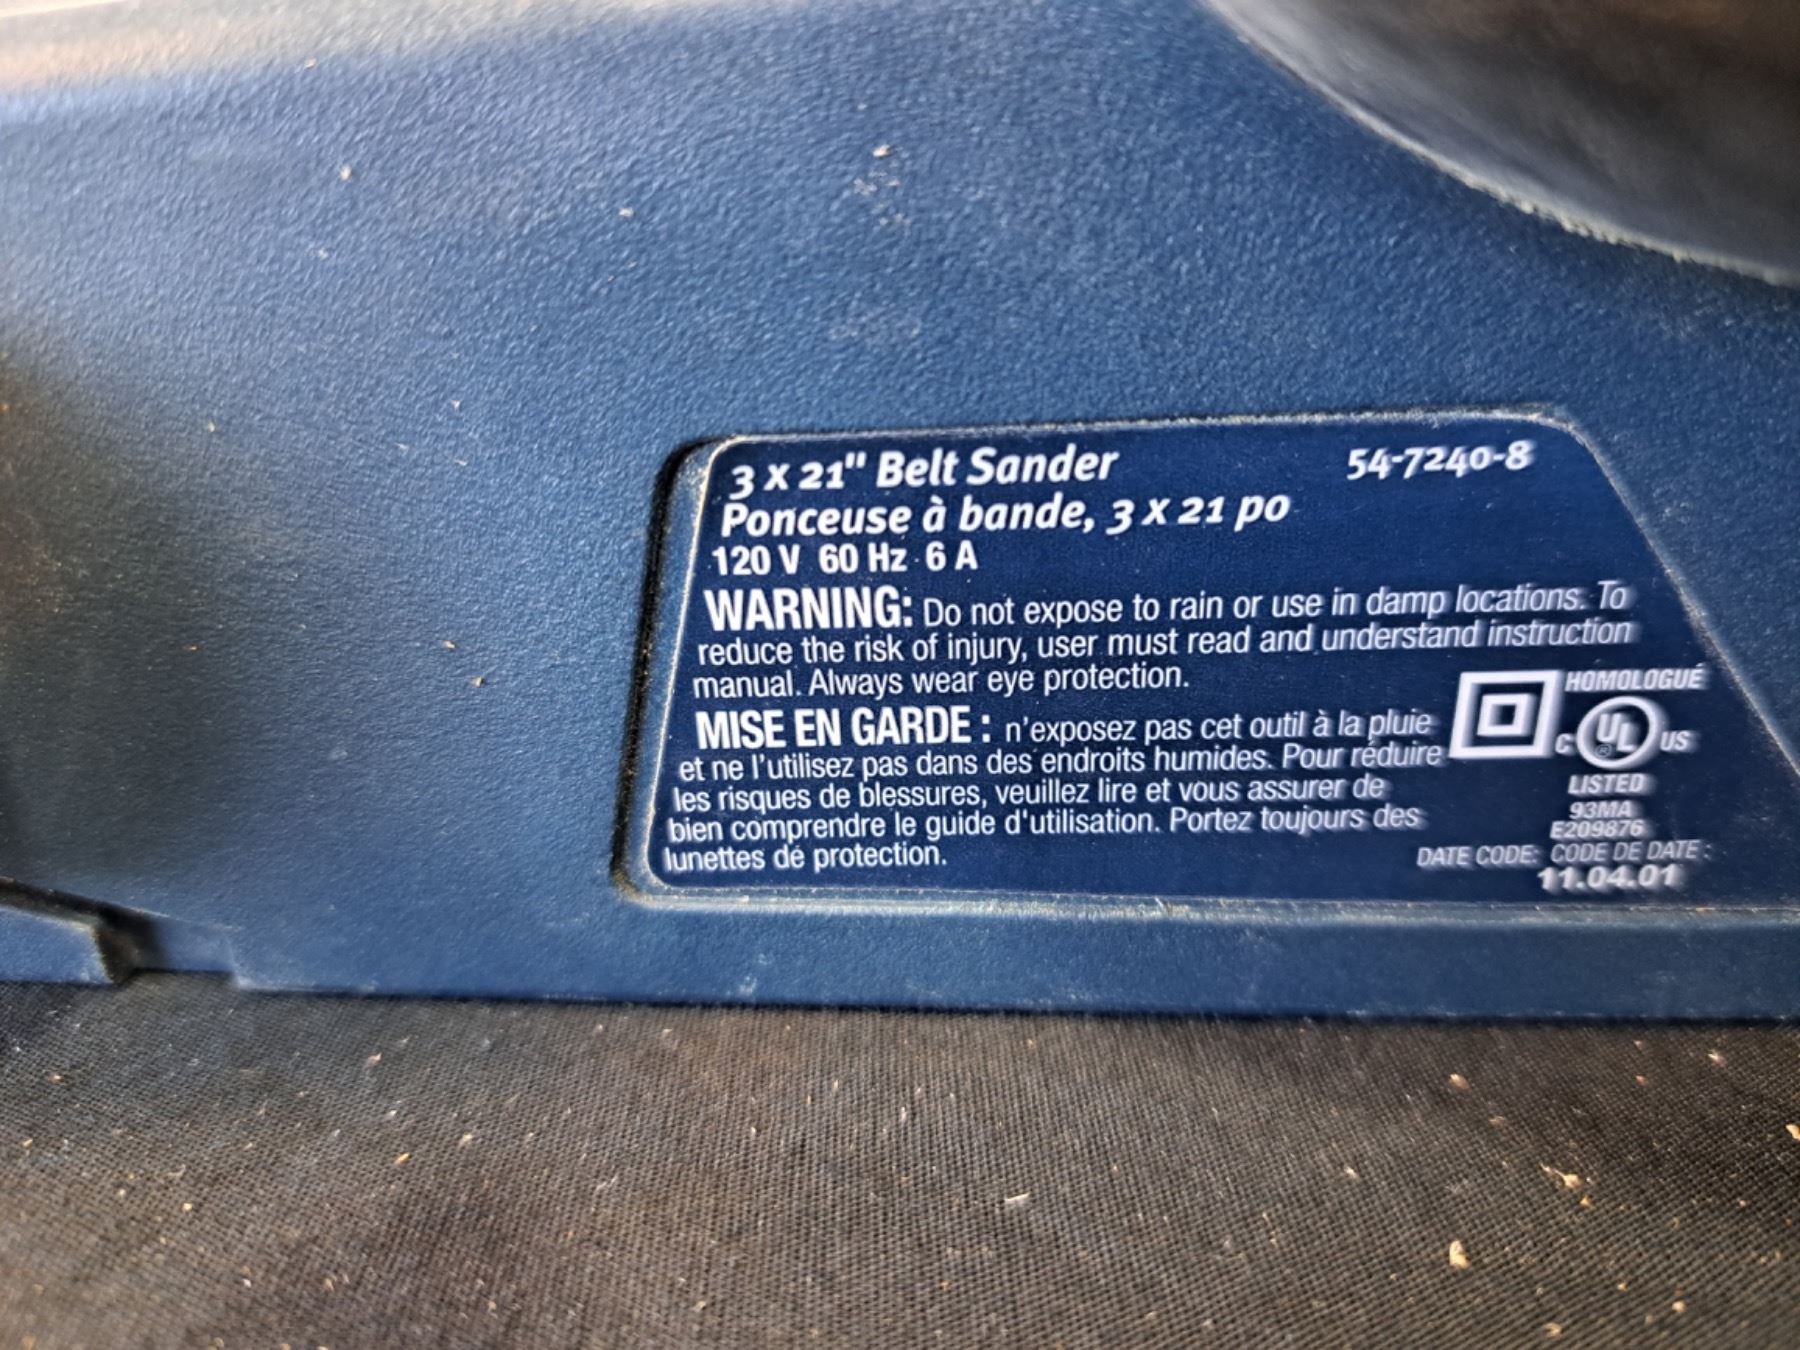 3 X 21" Belt Sander 54-7240-8
Ponceuse à bande, 3 X 21 po
120 V 60 Hz 6 A
WARNING: Do not expose to rain or use in damp locations. To
reduce the risk of injury, user must read and understand instruction
manual. Always wear eye protection.
MISE EN GARDE : n'exposez pas cet outil à la pluie
et ne l'utilisez pas dans des endroits humides. Pour réduire
les risques de blessures, veuillez lire et vous assurer de
bien comprendre le guide d'utilisation. Portez toujours des
lunettes de protection.
HOMOLOGUÉ
C UL ® US
LISTED
93MA
E209876
DATE CODE: CODE DE DATE :
11.04.01